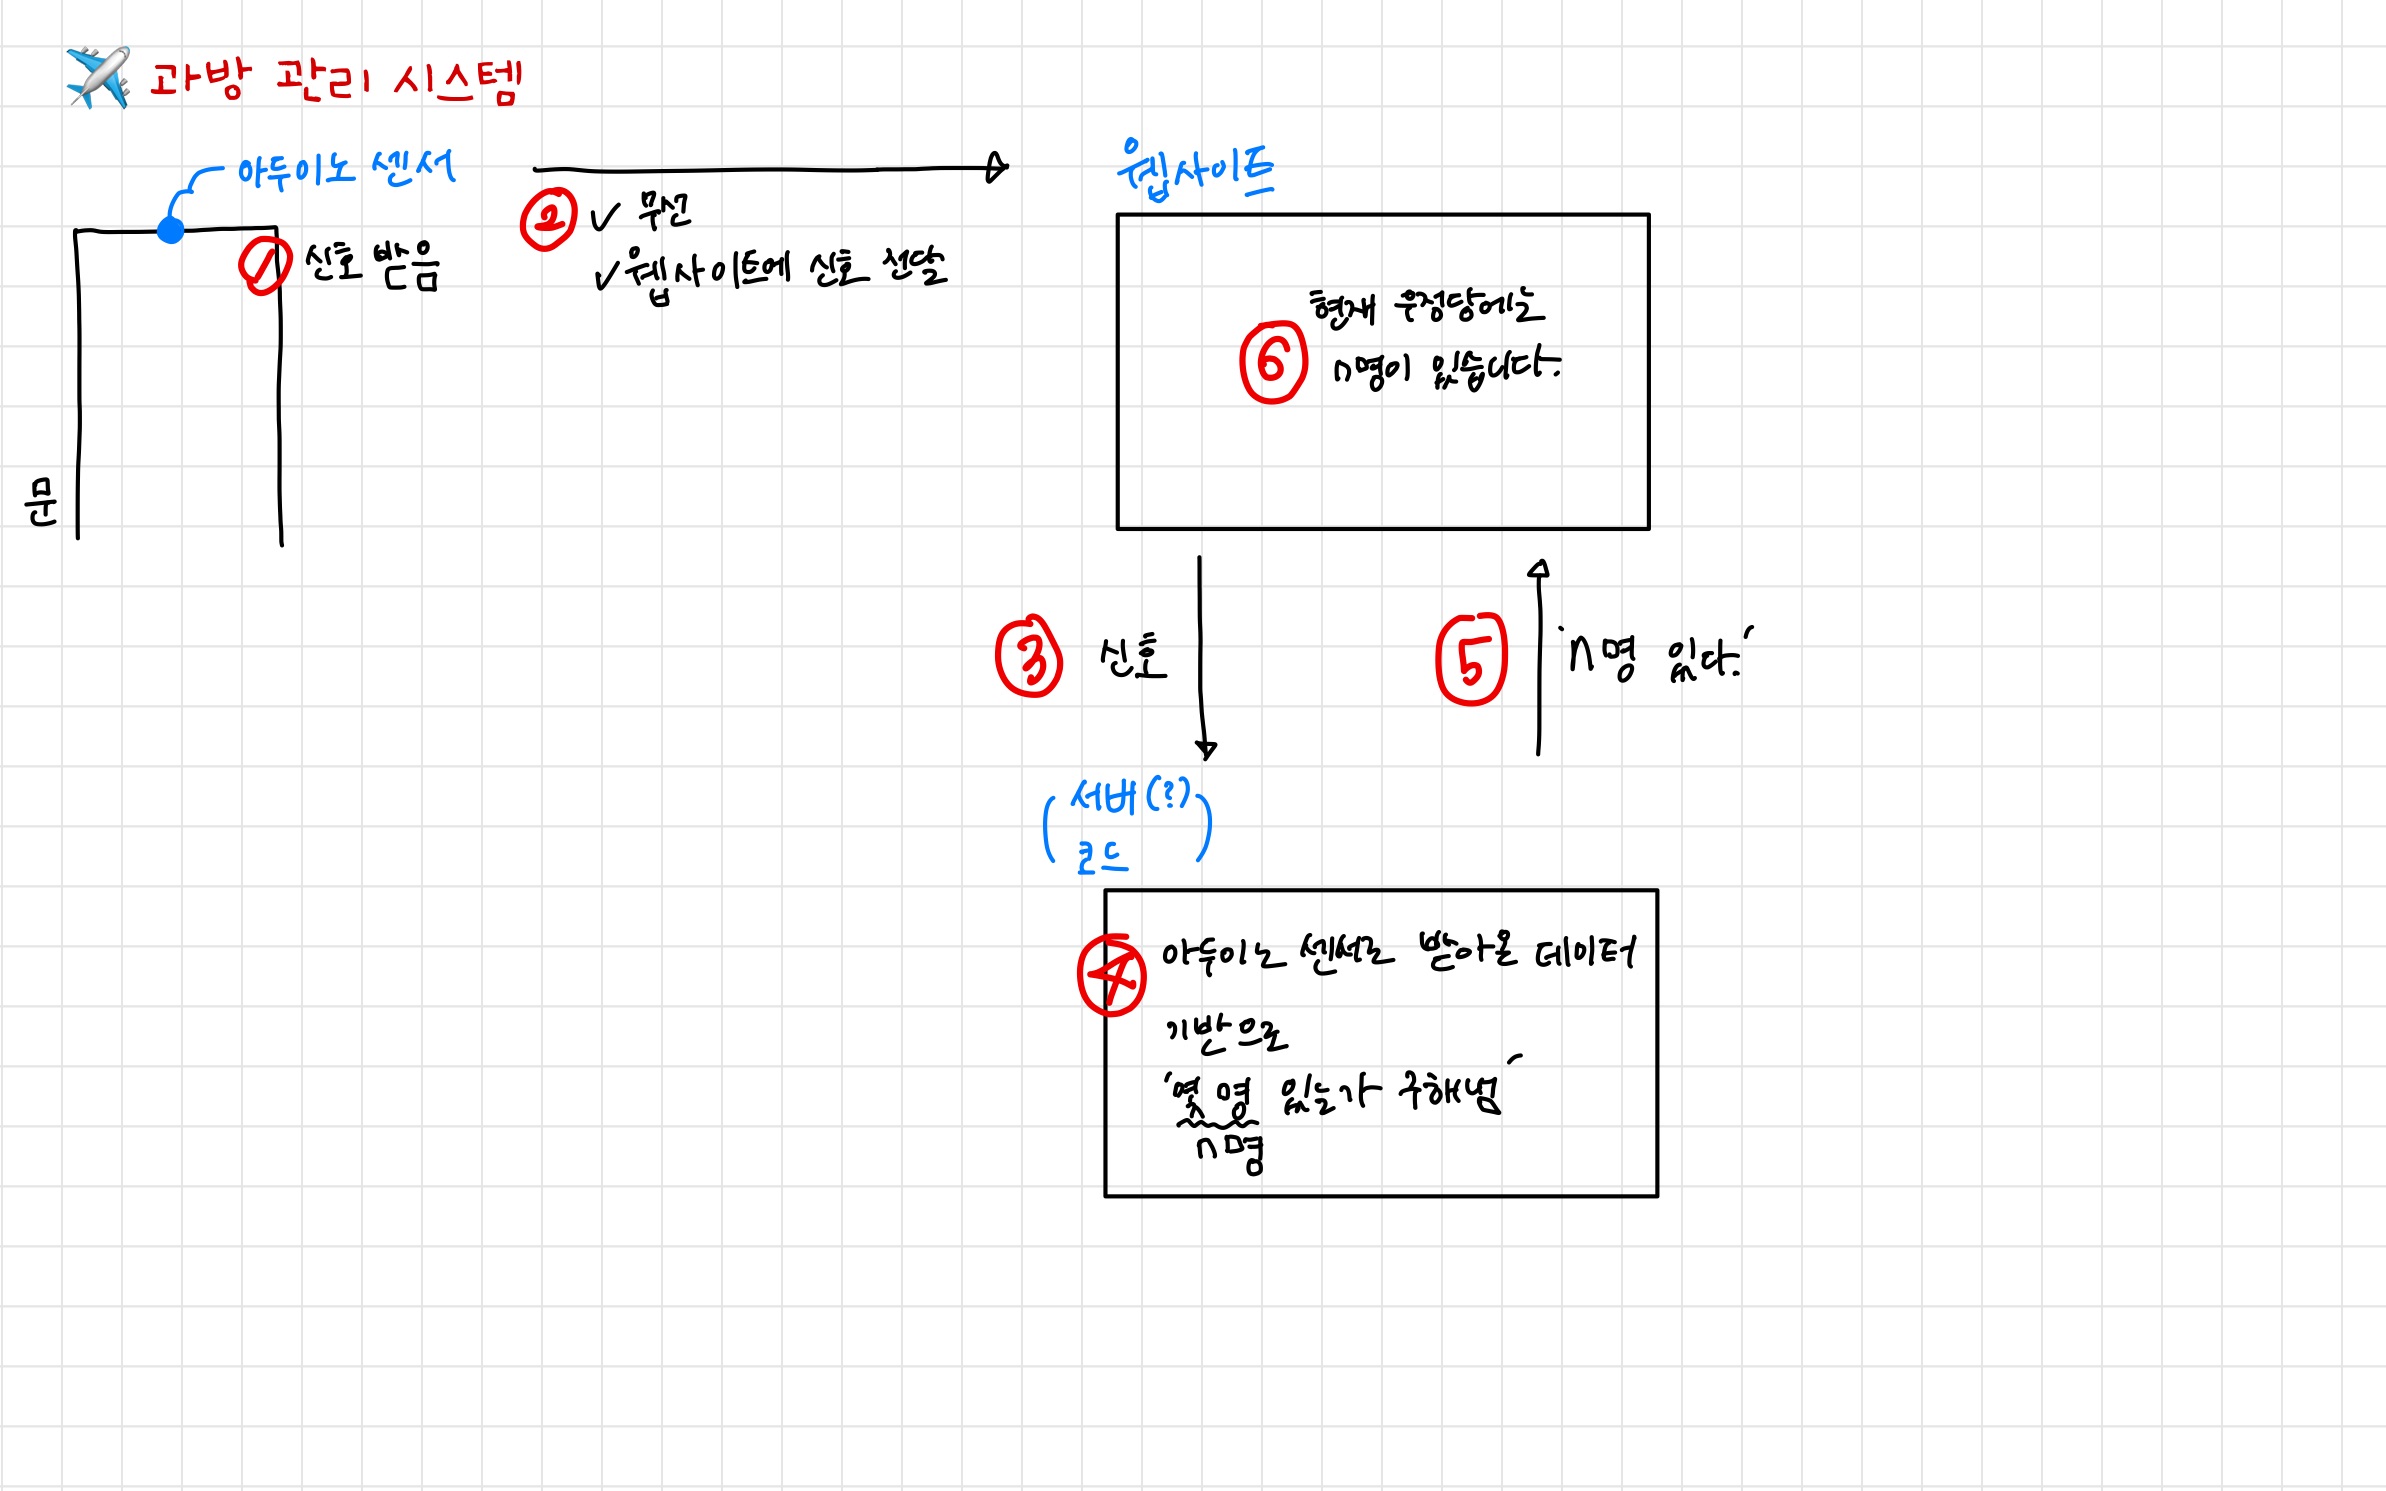 과방 관리 시스템
아두이노 센서
① 신호 받음
문
② ✓ 무선
✓ 웹사이트에 신호 전달
웹사이트
현재 우정당에는
⑥ n명이 있습니다.
③ 신호
⑤ "n명 있다."
서버(?)
코드
④ 아두이노 센서로 받아온 데이터
기반으로
"몇 명 있는가 구해냄"
n명